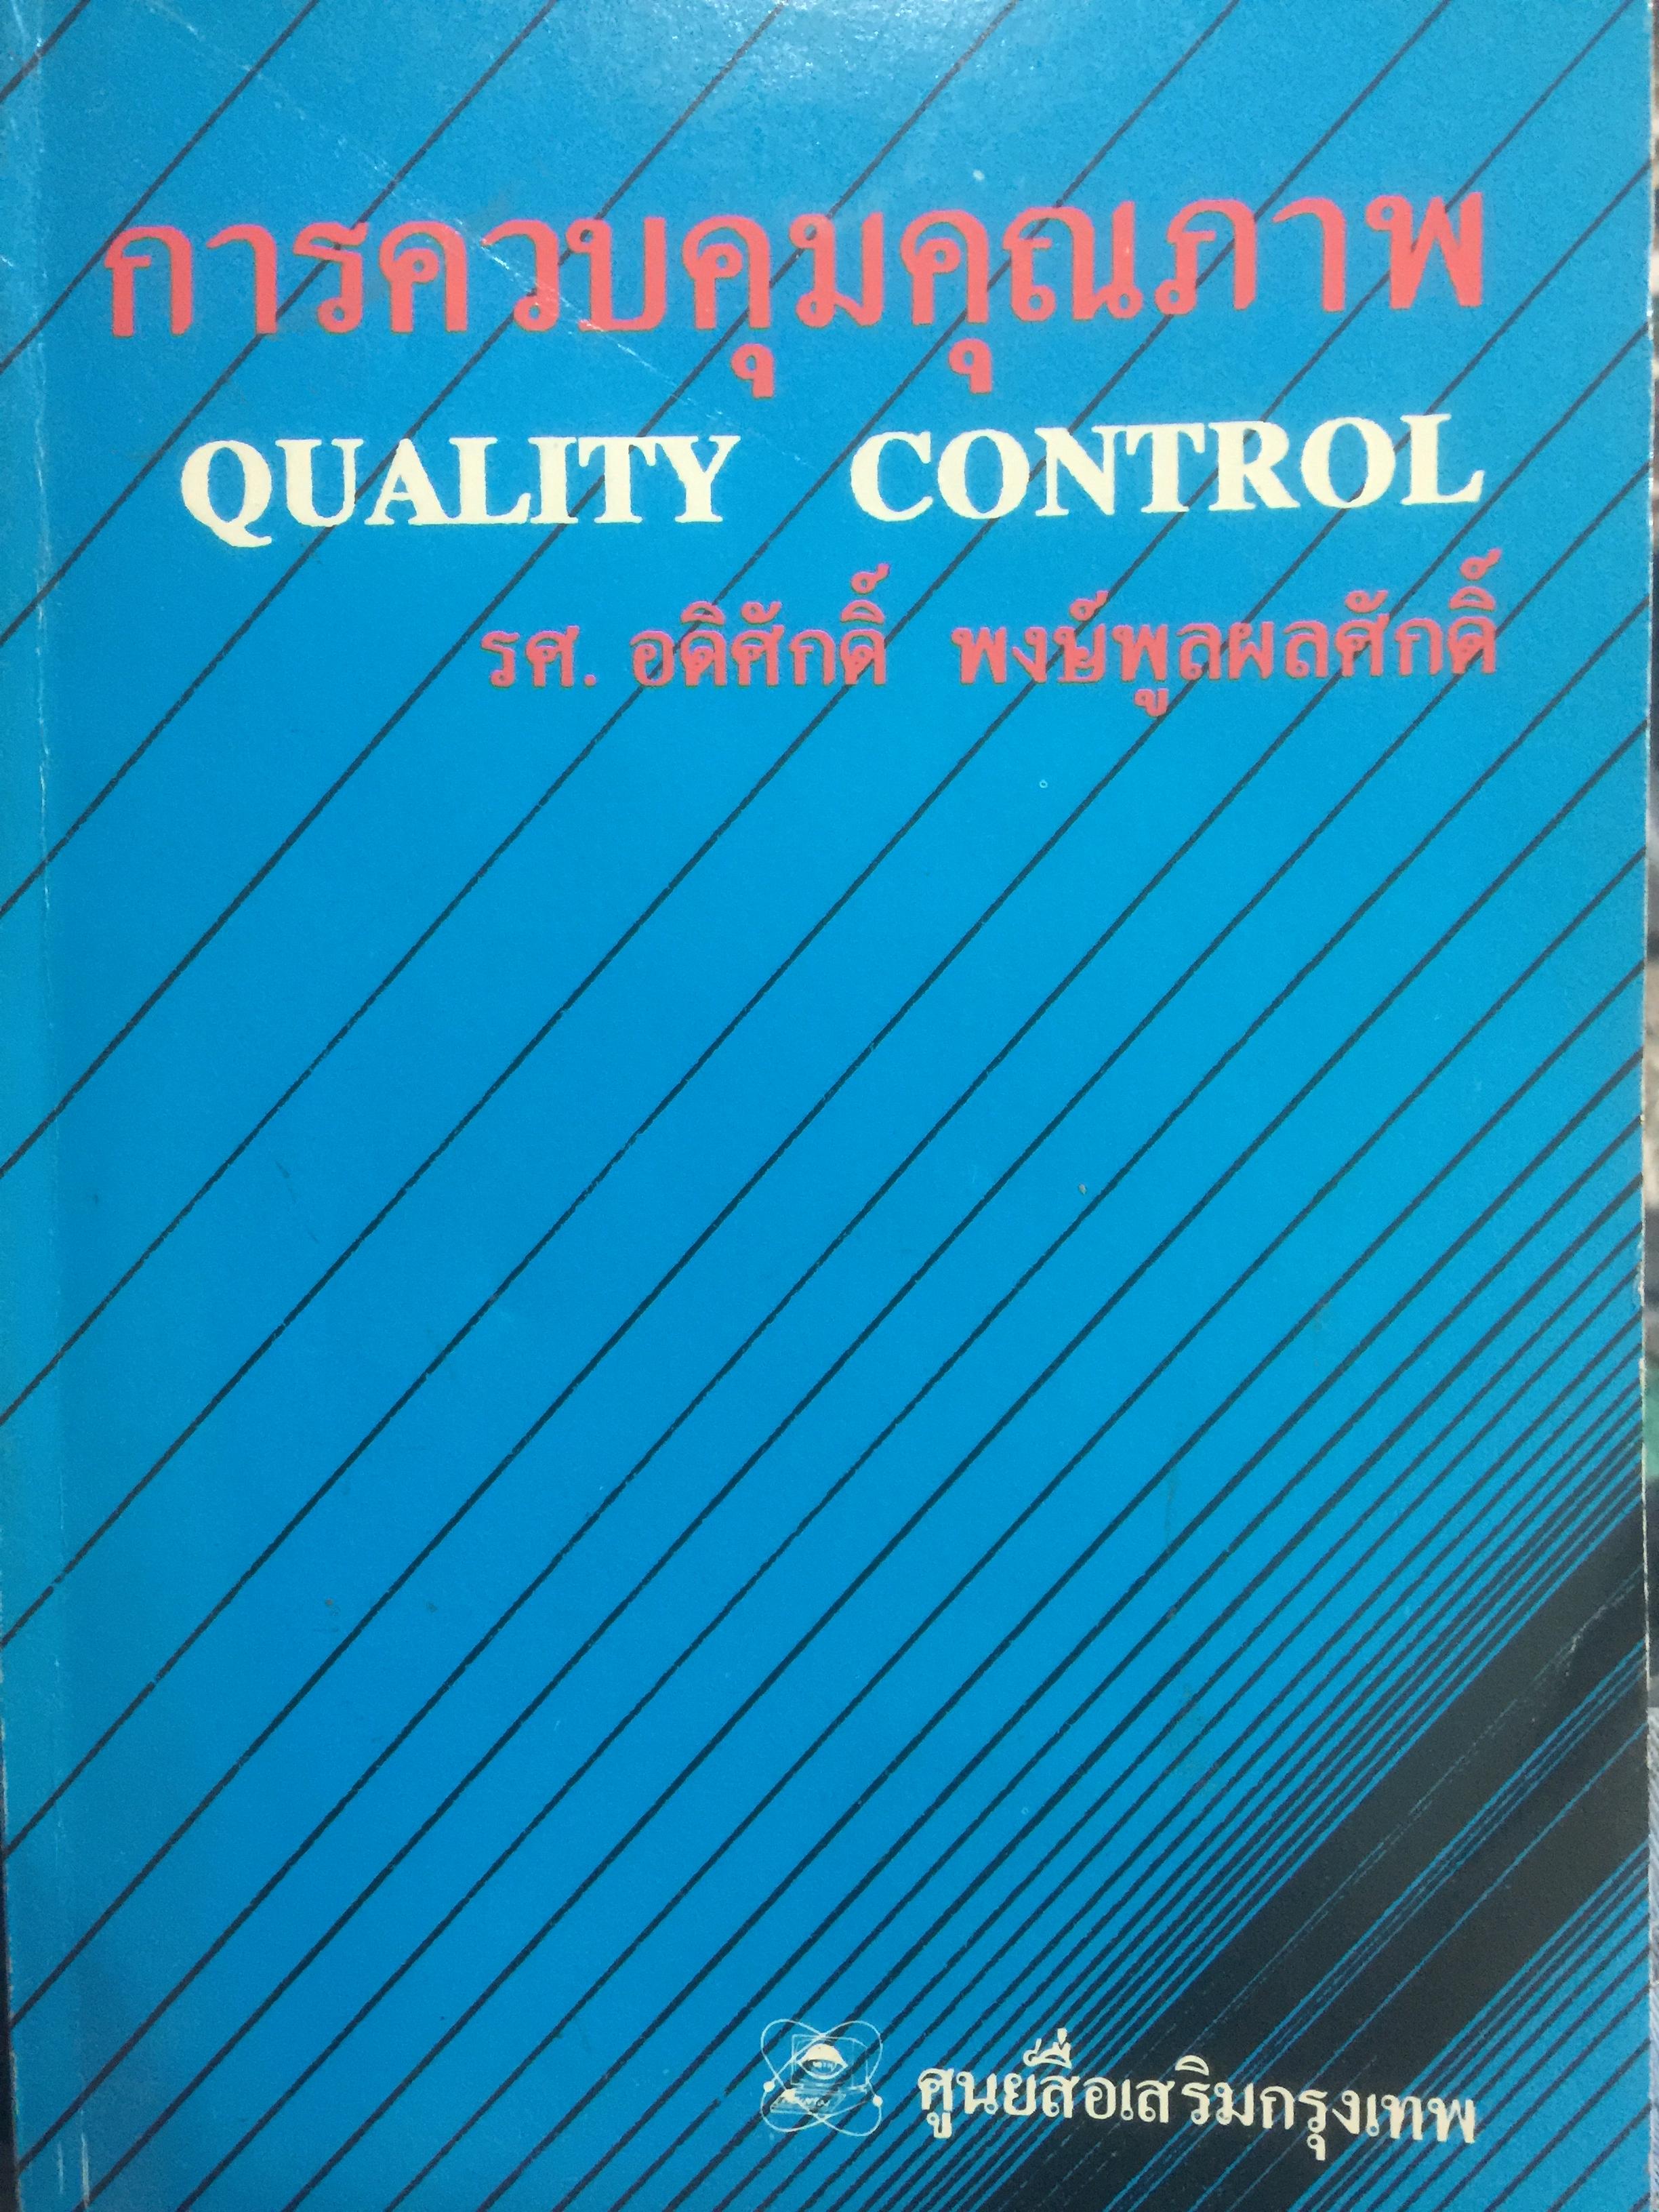 การควบคุมคุณภาพ
QUALITY CONTROL
รศ. อดิศักดิ์ พงษ์พูลผลศักดิ์
ศูนย์สื่อเสริมกรุงเทพ